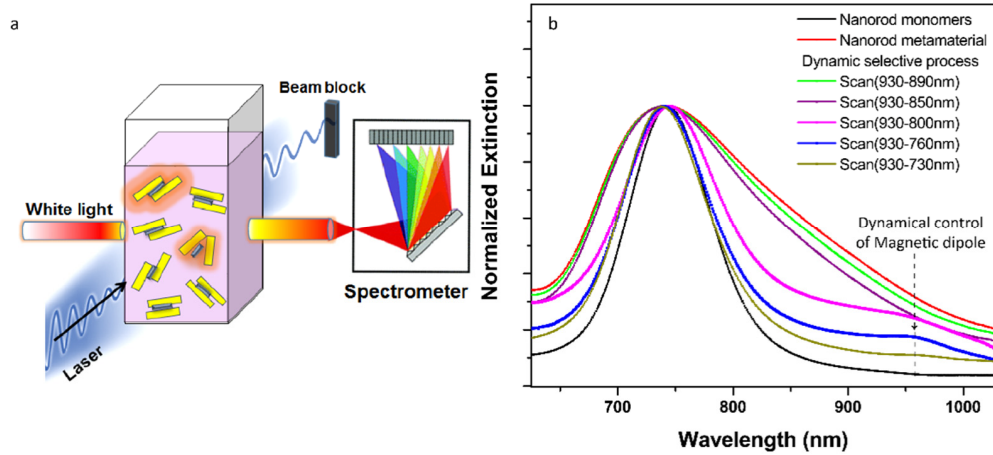 a
Beam block
White light
Laser
Spectrometer
b
Nanorod monomers
Nanorod metamaterial
Dynamic selective process
Scan(930-890nm)
Scan(930-850nm)
Scan(930-800nm)
Scan(930-760nm)
Scan(930-730nm)
Dynamical control
of Magnetic dipole
Normalized Extinction
700
800
900
1000
Wavelength (nm)